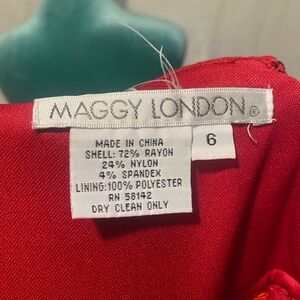 MAGGY LONDON®
6
MADE IN CHINA
SHELL: 72% RAYON
24% NYLON
4% SPANDEX
LINING:100% POLYESTER
RN 58142
DRY CLEAN ONLY